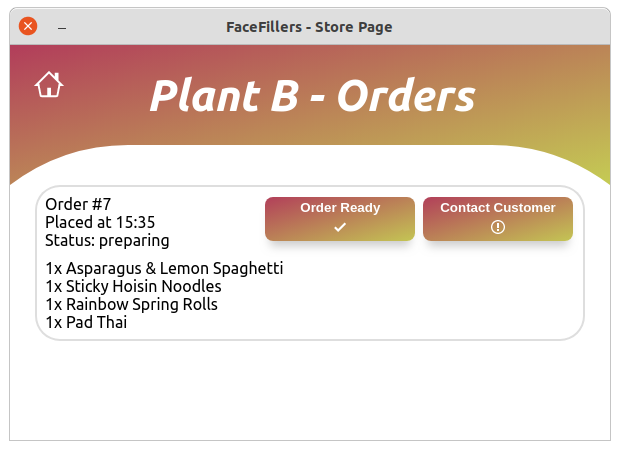 FaceFillers - Store Page
Plant B - Orders
Order #7
Placed at 15:35
Status: preparing
Order Ready
Contact Customer
1x Asparagus & Lemon Spaghetti
1x Sticky Hoisin Noodles
1x Rainbow Spring Rolls
1x Pad Thai